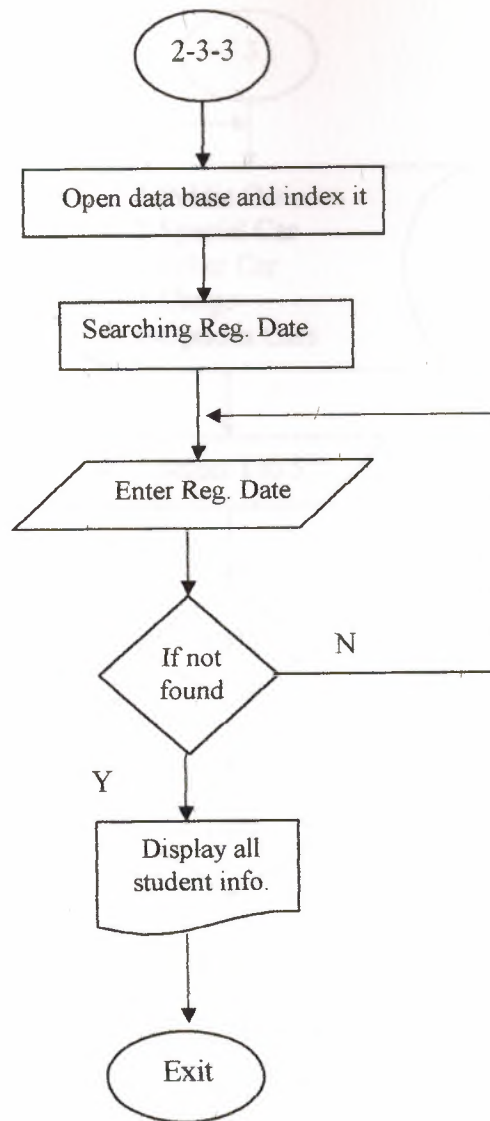 2-3-3
Open data base and index it
Searching Reg. Date
Enter Reg. Date
If not
found
N
Y
Display all
student info.
Exit